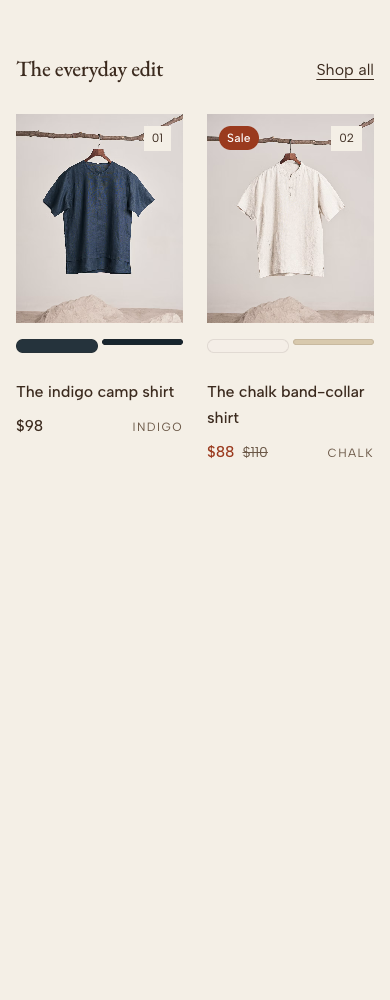 The everyday edit
Shop all
01
Sale
02
The indigo camp shirt
$98
INDIGO
The chalk band-collar
shirt
$88 $110
CHALK